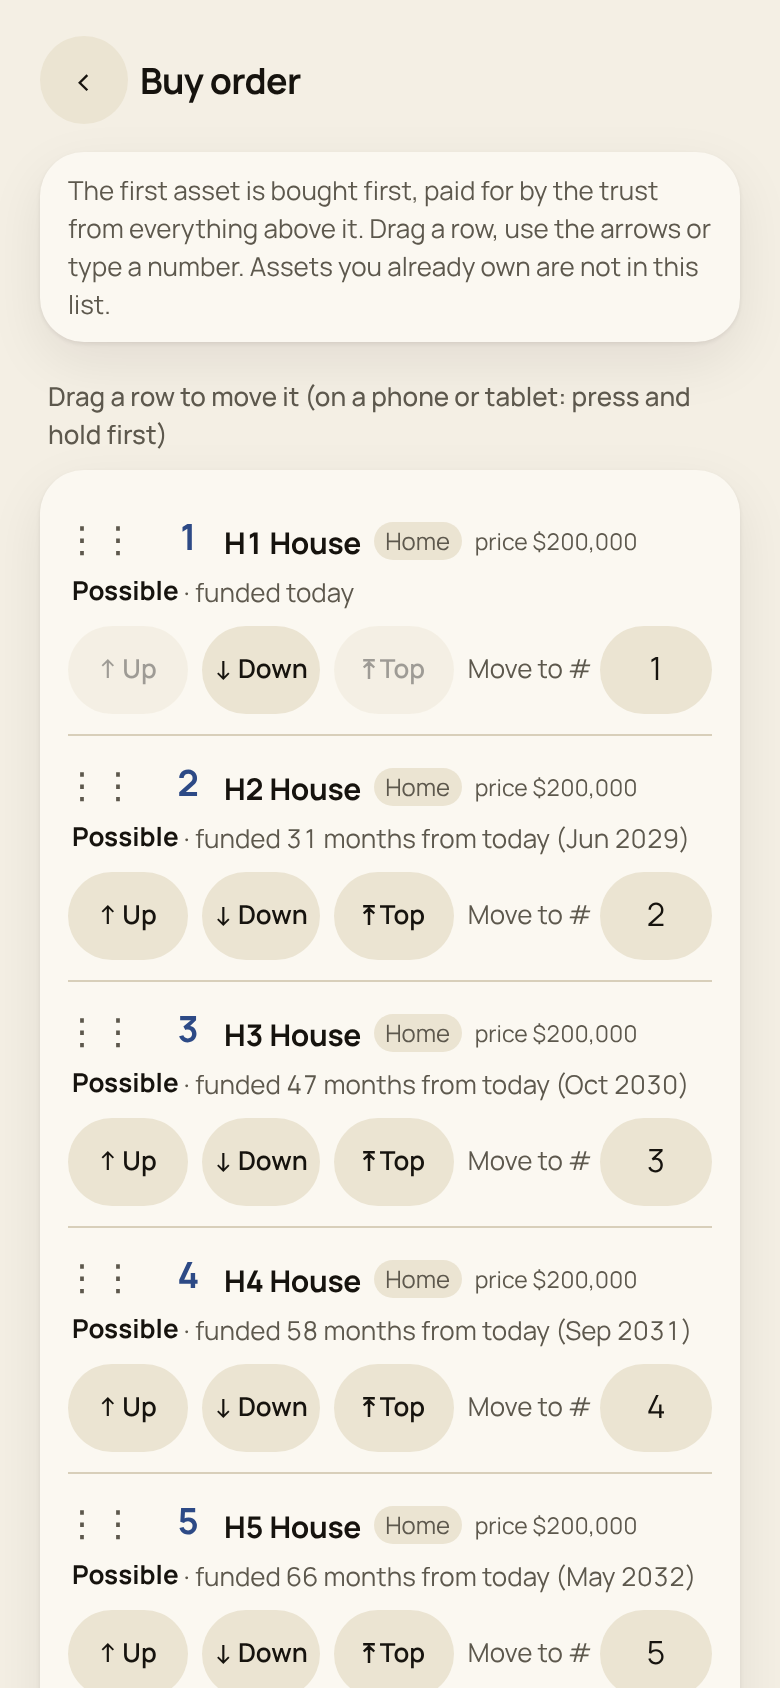 ‹ Buy order
The first asset is bought first, paid for by the trust
from everything above it. Drag a row, use the arrows or
type a number. Assets you already own are not in this
list.
Drag a row to move it (on a phone or tablet: press and
hold first)
⋮⋮ 1 H1 House Home price $200,000
Possible · funded today
↑ Up ↓ Down ⤒ Top Move to # 1
⋮⋮ 2 H2 House Home price $200,000
Possible · funded 31 months from today (Jun 2029)
↑ Up ↓ Down ⤒ Top Move to # 2
⋮⋮ 3 H3 House Home price $200,000
Possible · funded 47 months from today (Oct 2030)
↑ Up ↓ Down ⤒ Top Move to # 3
⋮⋮ 4 H4 House Home price $200,000
Possible · funded 58 months from today (Sep 2031)
↑ Up ↓ Down ⤒ Top Move to # 4
⋮⋮ 5 H5 House Home price $200,000
Possible · funded 66 months from today (May 2032)
↑ Up ↓ Down ⤒ Top Move to # 5